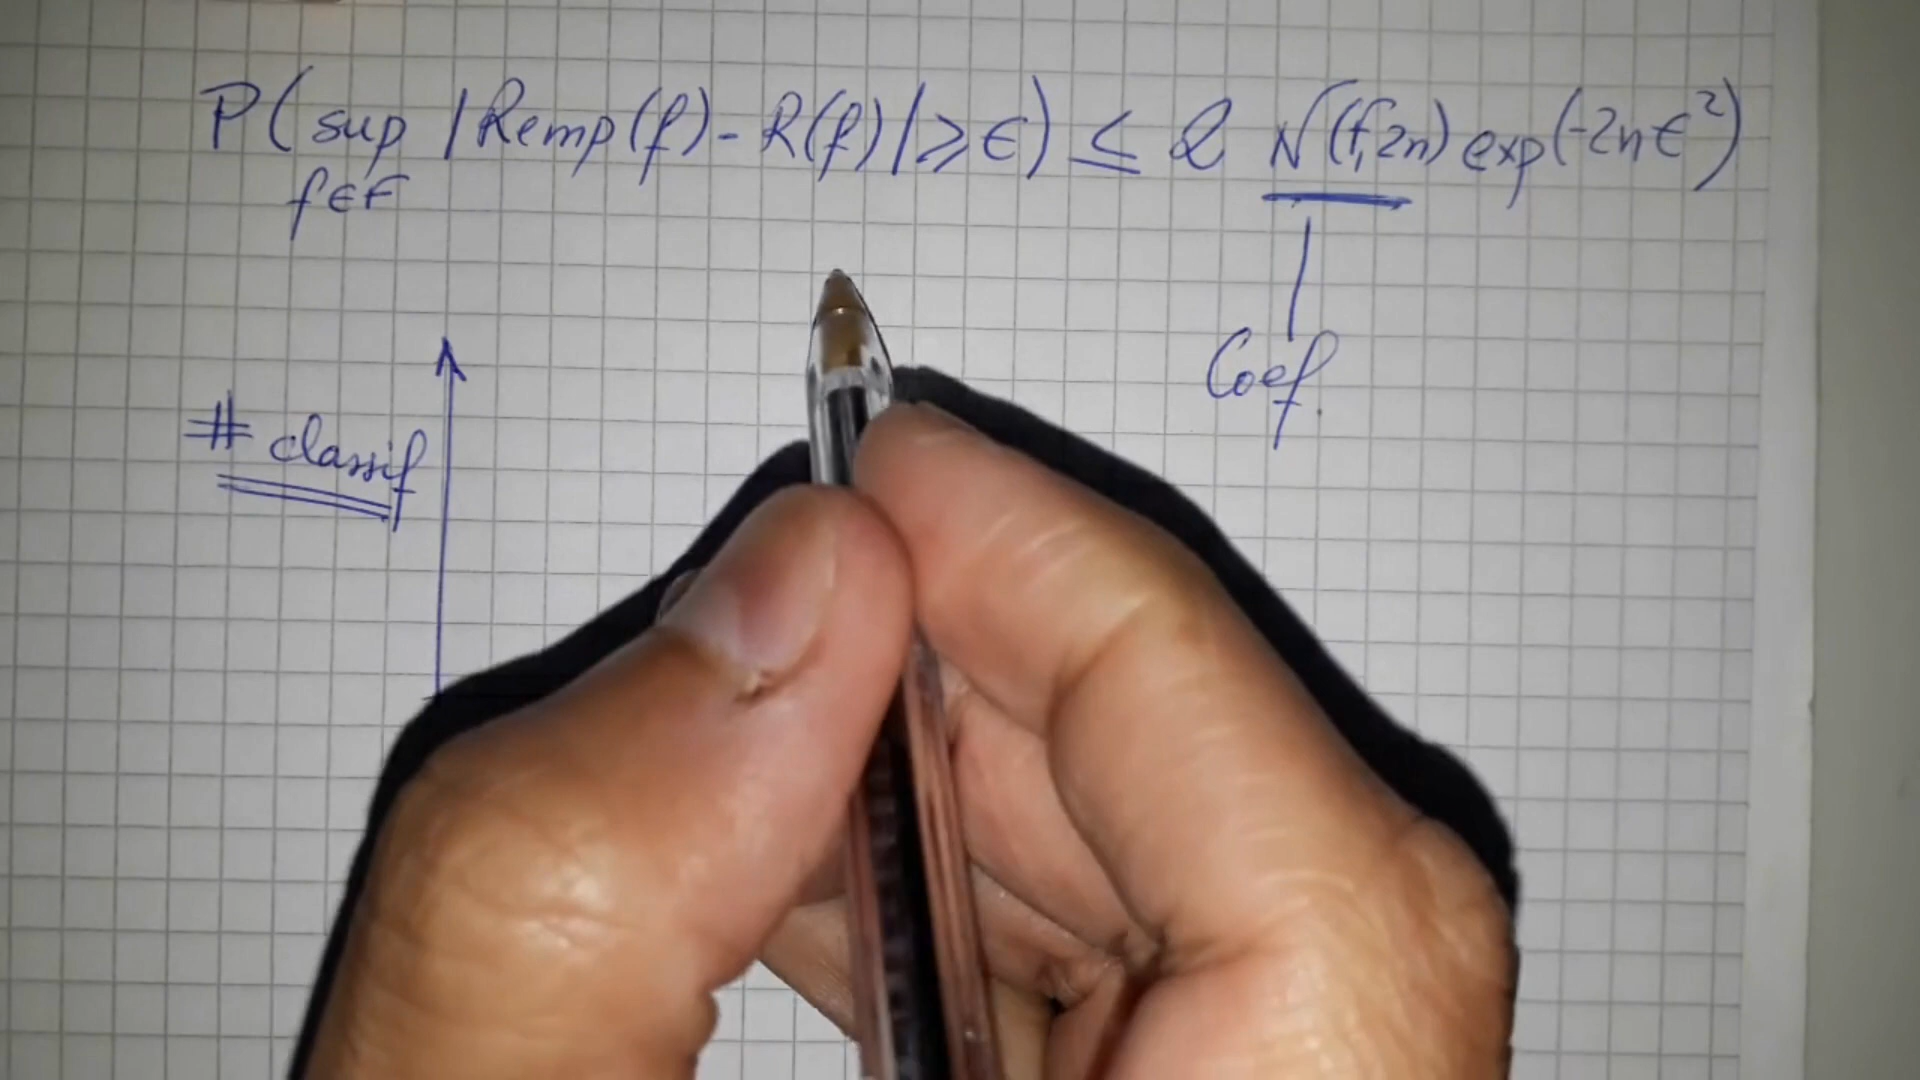 P(sup |Remp(f) - R(f)| ≥ ϵ) ≤ 2 N(F,2n) exp(-2nϵ²)
f∈F
Coef.
# classif